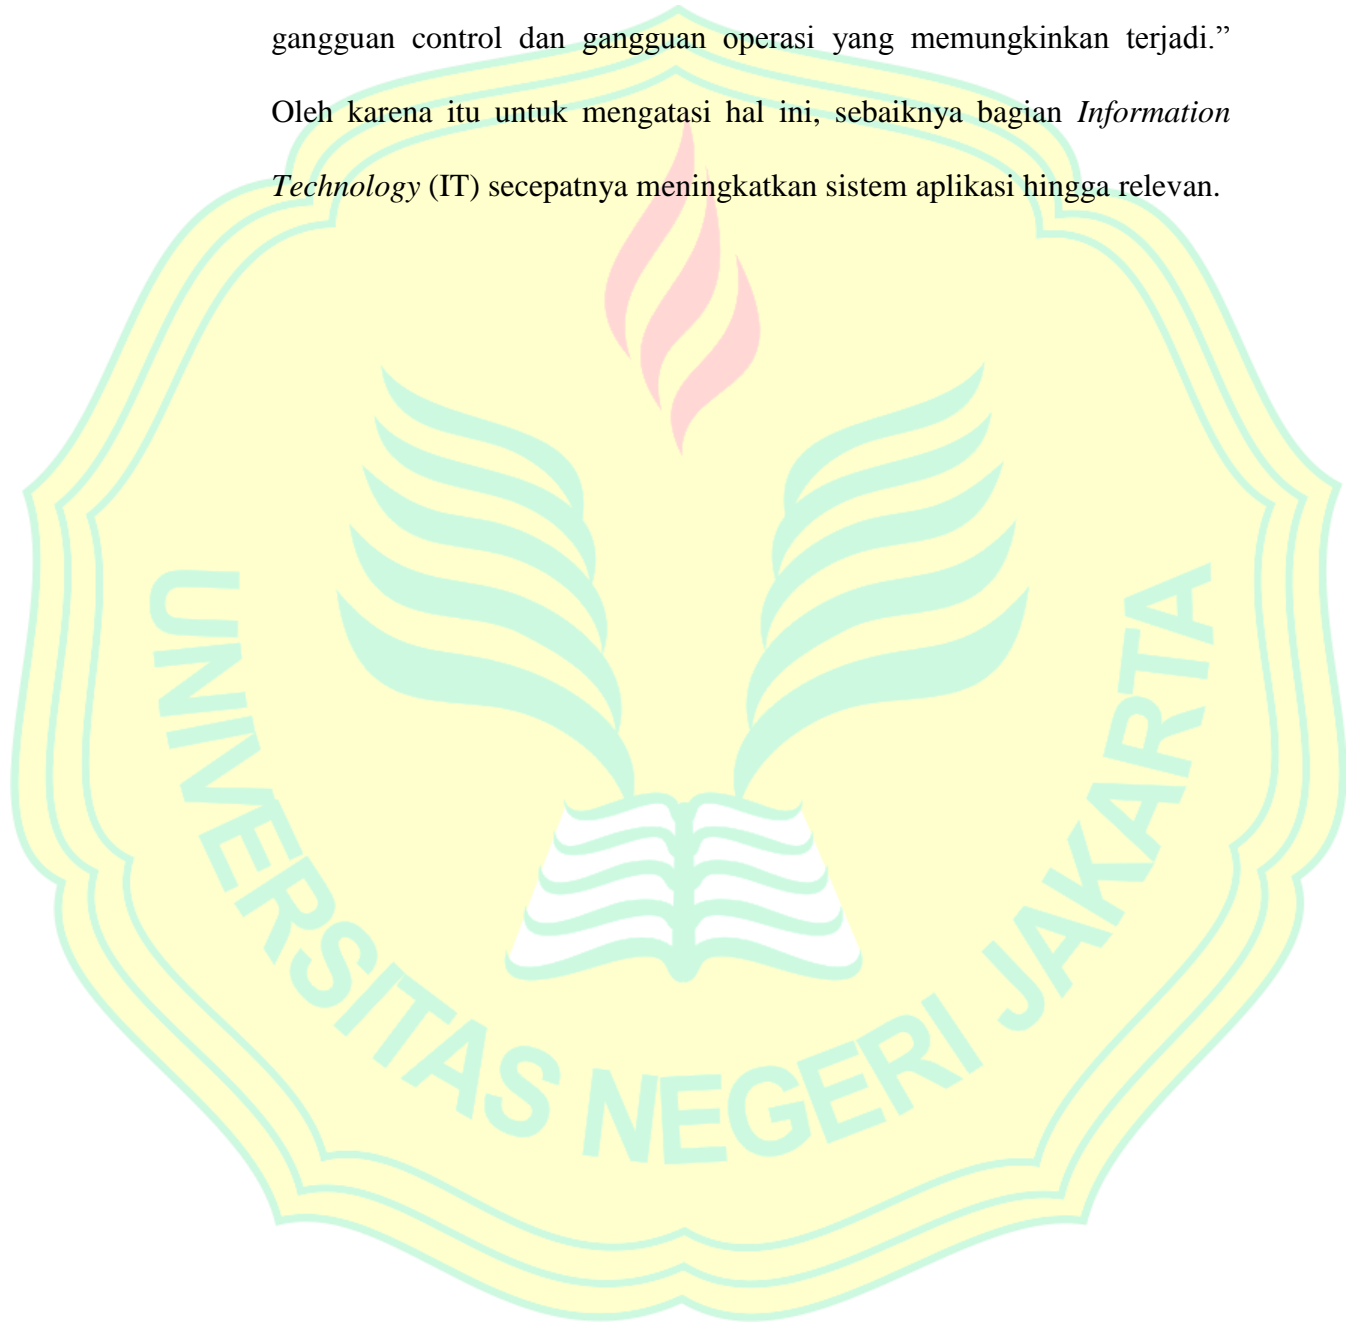 gangguan control dan gangguan operasi yang memungkinkan terjadi.”
Oleh karena itu untuk mengatasi hal ini, sebaiknya bagian Information
Technology (IT) secepatnya meningkatkan sistem aplikasi hingga relevan.
UNIVERSITAS NEGERI JAKARTA